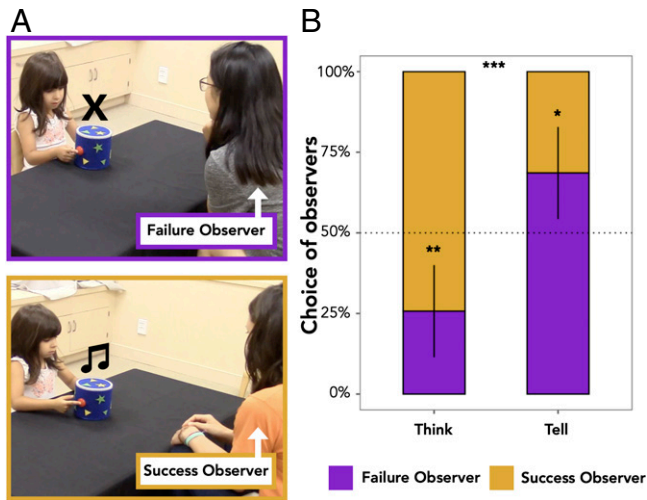 A
B
X
Failure Observer
Success Observer
Choice of observers
100%
75%
50%
25%
0%
***
**
*
Think
Tell
Failure Observer
Success Observer